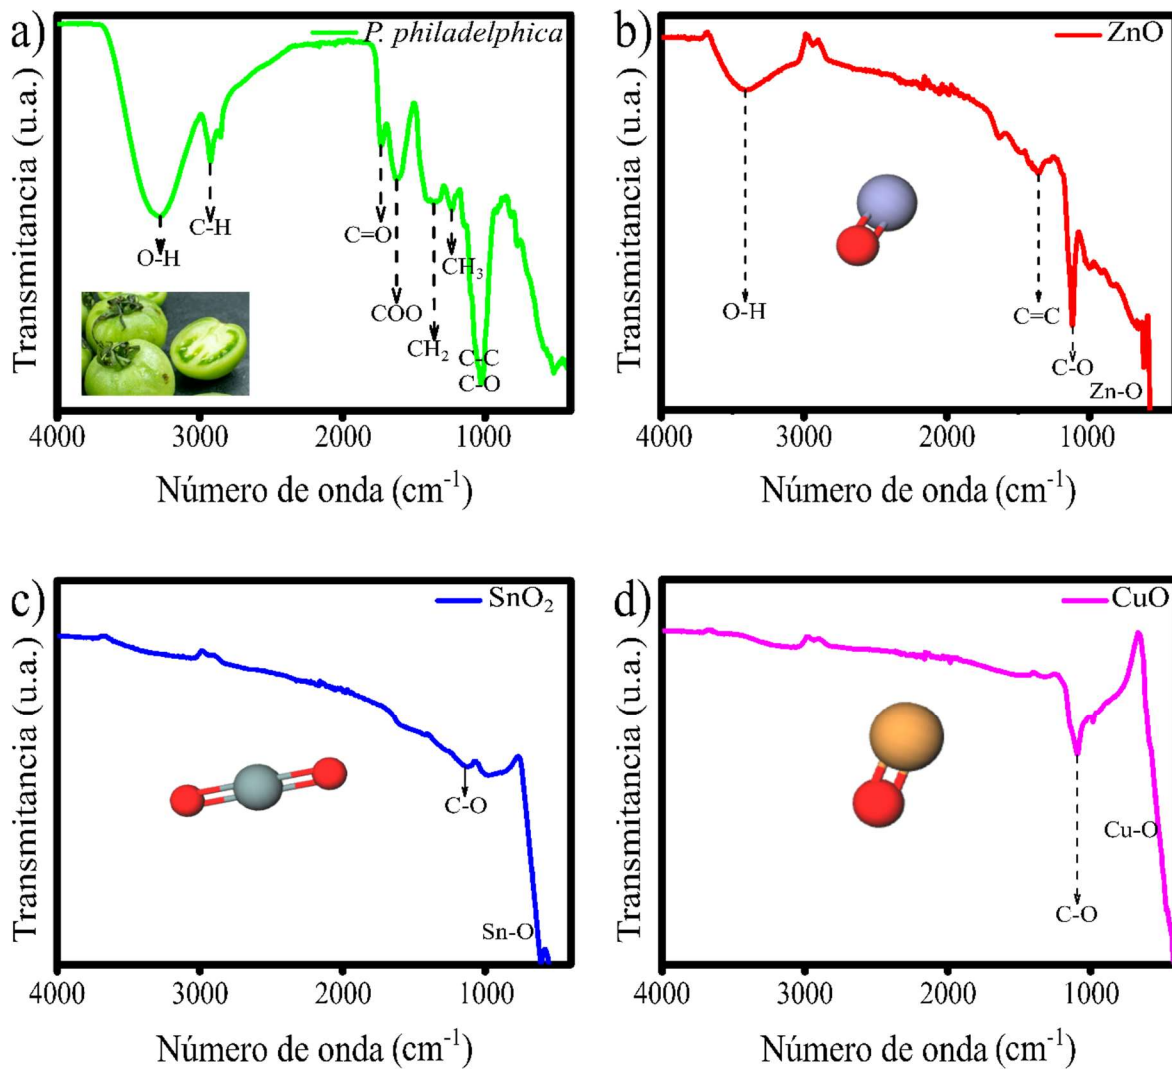 a)
P. philadelphica
Transmitancia (u.a.)
O-H
C-H
C=O
COO
CH₂
CH₃
C-C
C-O
4000 3000 2000 1000
Número de onda (cm⁻¹)
b)
ZnO
Transmitancia (u.a.)
O-H
C=C
C-O
Zn-O
4000 3000 2000 1000
Número de onda (cm⁻¹)
c)
SnO₂
Transmitancia (u.a.)
C-O
Sn-O
4000 3000 2000 1000
Número de onda (cm⁻¹)
d)
CuO
Transmitancia (u.a.)
Cu-O
C-O
4000 3000 2000 1000
Número de onda (cm⁻¹)